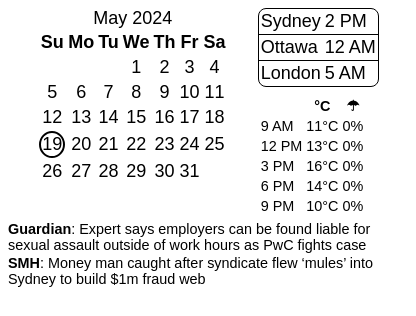 May 2024
Su Mo Tu We Th Fr Sa
1 2 3 4
5 6 7 8 9 10 11
12 13 14 15 16 17 18
19 20 21 22 23 24 25
26 27 28 29 30 31
Sydney 2 PM
Ottawa 12 AM
London 5 AM
°C ☂
9 AM 11°C 0%
12 PM 13°C 0%
3 PM 16°C 0%
6 PM 14°C 0%
9 PM 10°C 0%
Guardian: Expert says employers can be found liable for
sexual assault outside of work hours as PwC fights case
SMH: Money man caught after syndicate flew ‘mules’ into
Sydney to build $1m fraud web